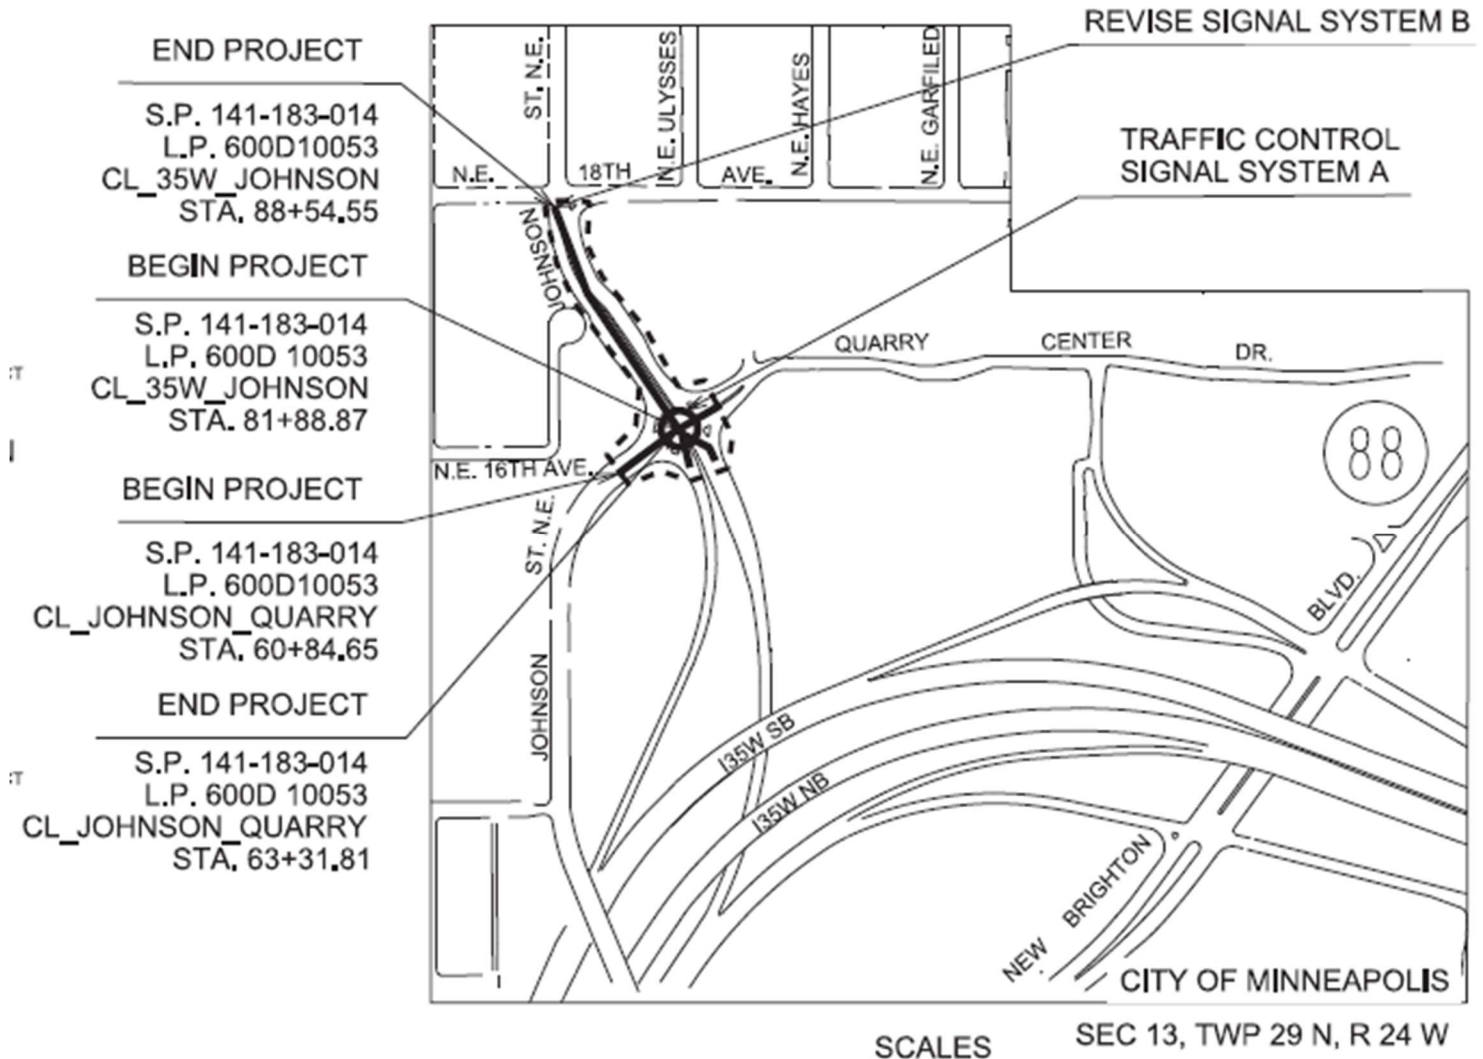 END PROJECT
S.P. 141-183-014
L.P. 600D10053
CL_35W_JOHNSON
STA. 88+54.55
BEGIN PROJECT
S.P. 141-183-014
L.P. 600D 10053
CL_35W_JOHNSON
STA. 81+88.87
BEGIN PROJECT
S.P. 141-183-014
L.P. 600D10053
CL_JOHNSON_QUARRY
STA. 60+84.65
END PROJECT
S.P. 141-183-014
L.P. 600D 10053
CL_JOHNSON_QUARRY
STA. 63+31.81
REVISE SIGNAL SYSTEM B
TRAFFIC CONTROL
SIGNAL SYSTEM A
ST. N.E.
N.E. ULYSSES
N.E. HAYES
N.E. GARFILED
N.E. 18TH AVE.
JOHNSON
QUARRY CENTER DR.
88
N.E. 16TH AVE.
ST. N.E.
JOHNSON
BLVD.
I35W SB
I35W NB
NEW BRIGHTON
CITY OF MINNEAPOLIS
SEC 13, TWP 29 N, R 24 W
SCALES